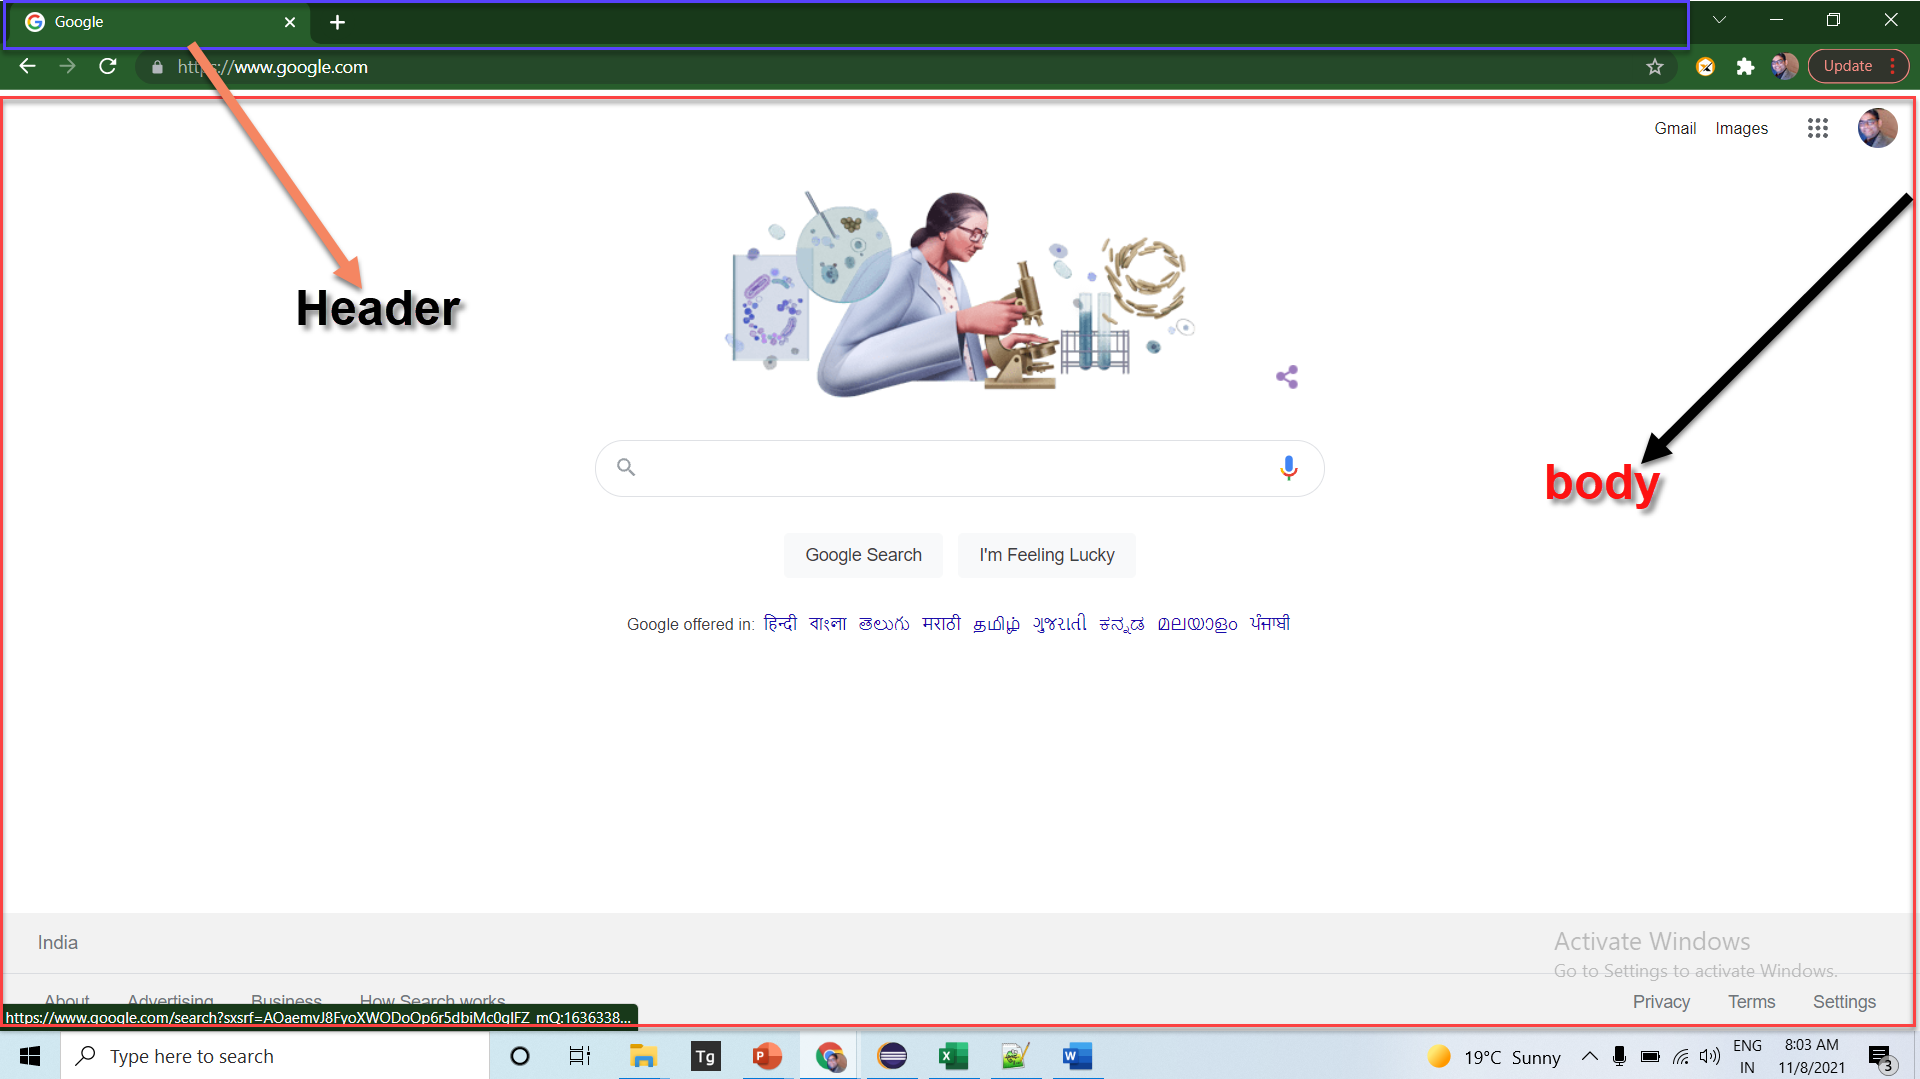 Google
https://www.google.com
Update
Gmail Images
Header
body
Google Search I'm Feeling Lucky
Google offered in: हिन्दी বাংলা తెలుగు मराठी தமிழ் ગુજરાતી ಕನ್ನಡ മലയാളം ਪੰਜਾਬੀ
India
Activate Windows
Go to Settings to activate Windows.
About Advertising Business How Search works
Privacy Terms Settings
https://www.google.com/search?sxsrf=AOaemvJ8FyoXWODoOp6r5dbiMc0qIFZ_mQ:1636338...
Type here to search
Tg
19°C Sunny
ENG
IN
8:03 AM
11/8/2021
3